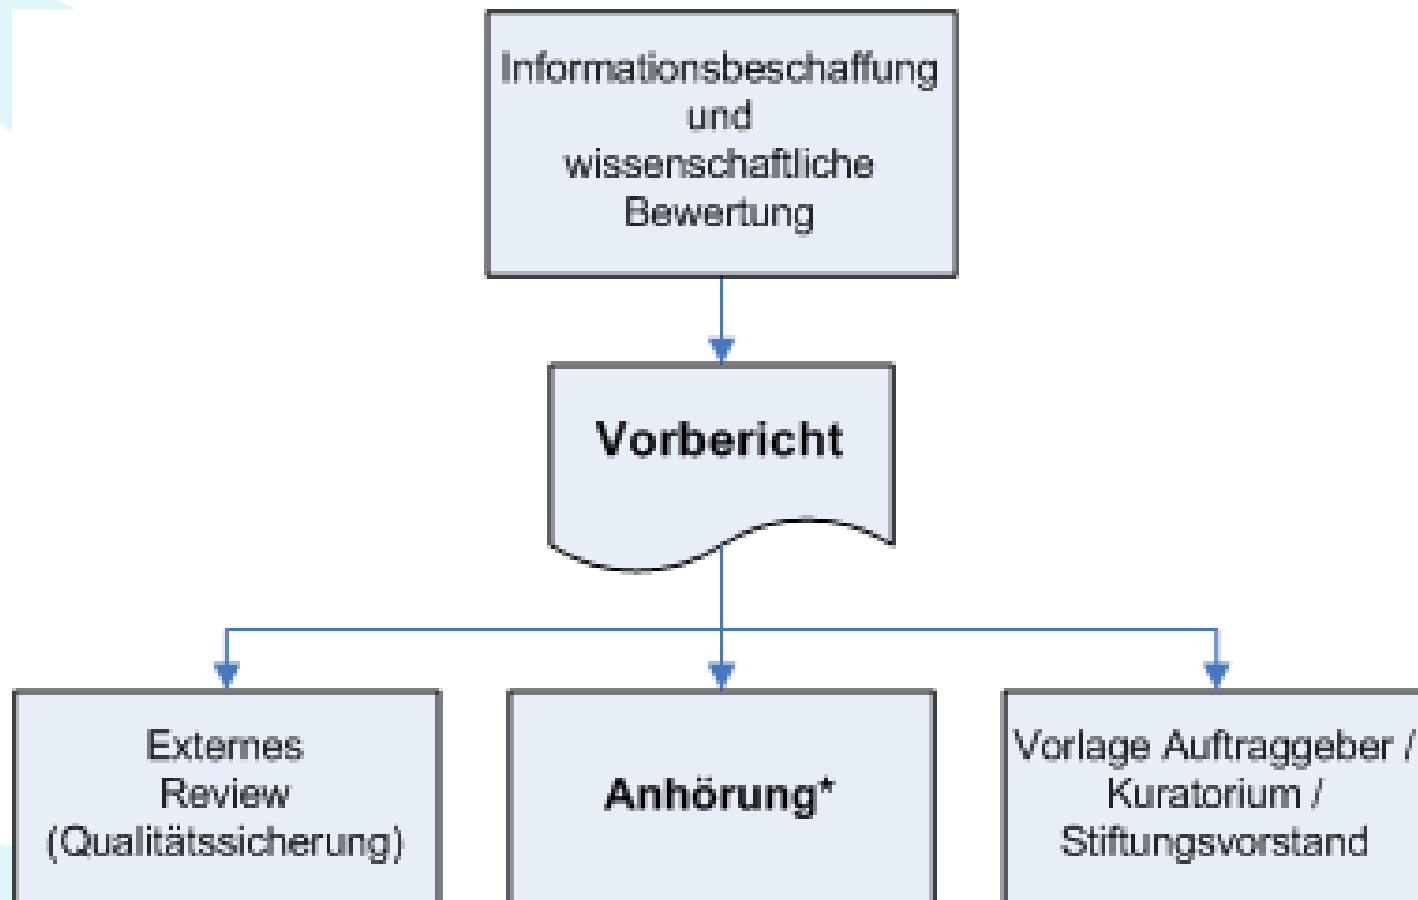 Informationsbeschaffung
und
wissenschaftliche
Bewertung
Vorbericht
Externes
Review
(Qualitätssicherung)
Anhörung*
Vorlage Auftraggeber /
Kuratorium /
Stiftungsvorstand